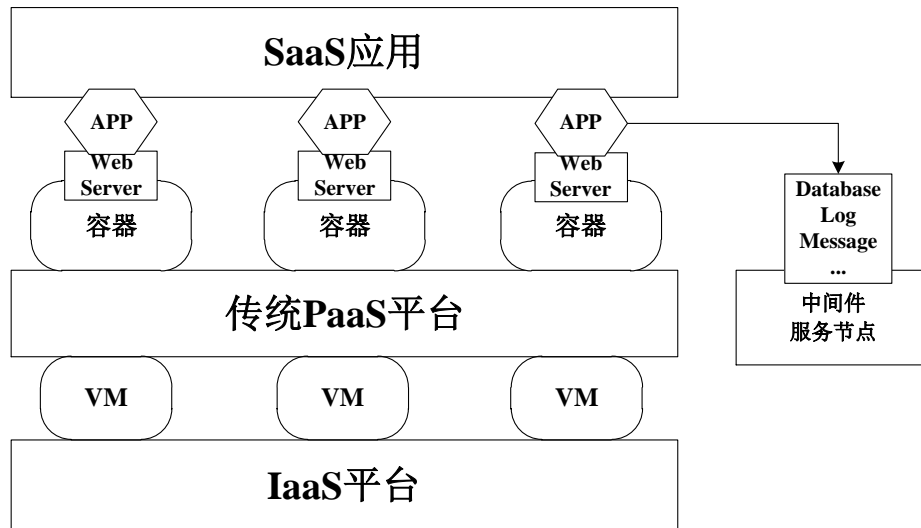 SaaS应用
APP
APP
APP
Web
Server
Web
Server
Web
Server
容器
容器
容器
Database
Log
Message
...
中间件
服务节点
传统PaaS平台
VM
VM
VM
IaaS平台